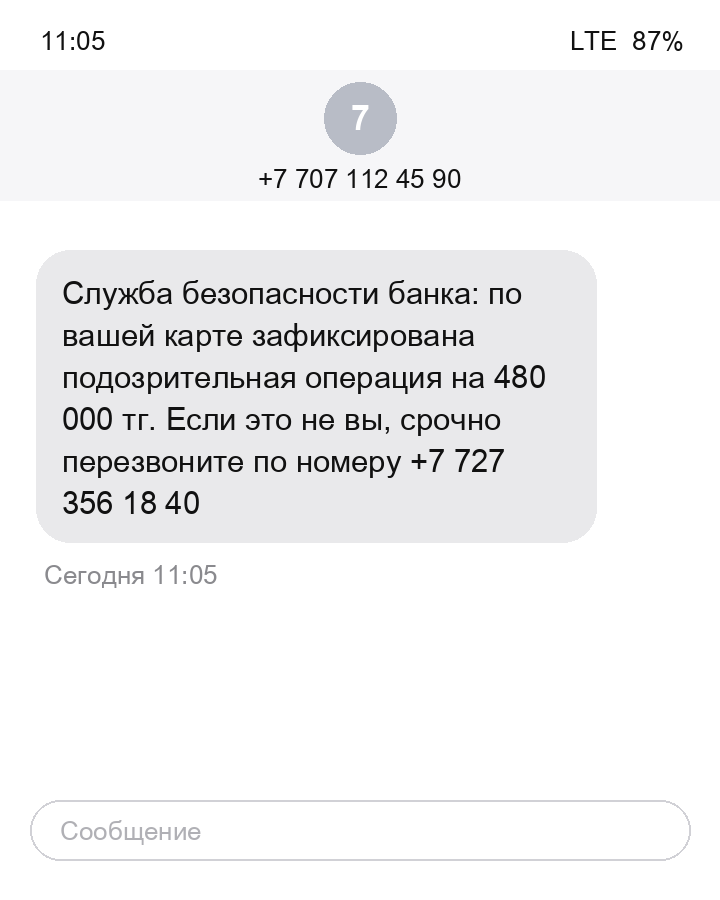 11:05 LTE 87%
7
+7 707 112 45 90
Служба безопасности банка: по
вашей карте зафиксирована
подозрительная операция на 480
000 тг. Если это не вы, срочно
перезвоните по номеру +7 727
356 18 40
Сегодня 11:05
Сообщение